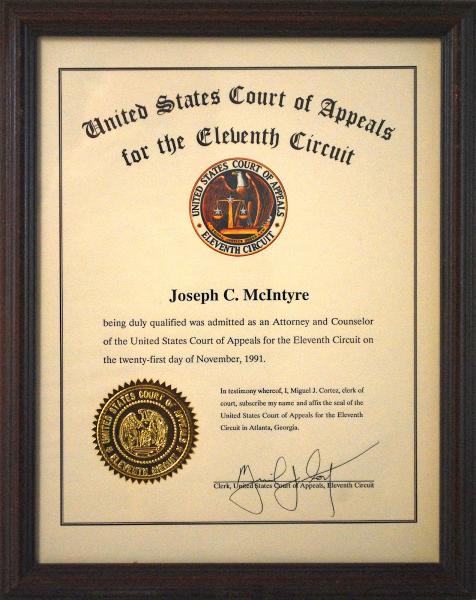 United States Court of Appeals
for the Eleventh Circuit
UNITED STATES COURT OF APPEALS
ELEVENTH CIRCUIT
Joseph C. McIntyre
being duly qualified was admitted as an Attorney and Counselor
of the United States Court of Appeals for the Eleventh Circuit on
the twenty-first day of November, 1991.
In testimony whereof, I, Miguel J. Cortez, clerk of
court, subscribe my name and affix the seal of the
United States Court of Appeals for the Eleventh
Circuit in Atlanta, Georgia.
UNITED STATES COURT OF APPEALS
ELEVENTH CIRCUIT
Clerk, United States Court of Appeals, Eleventh Circuit